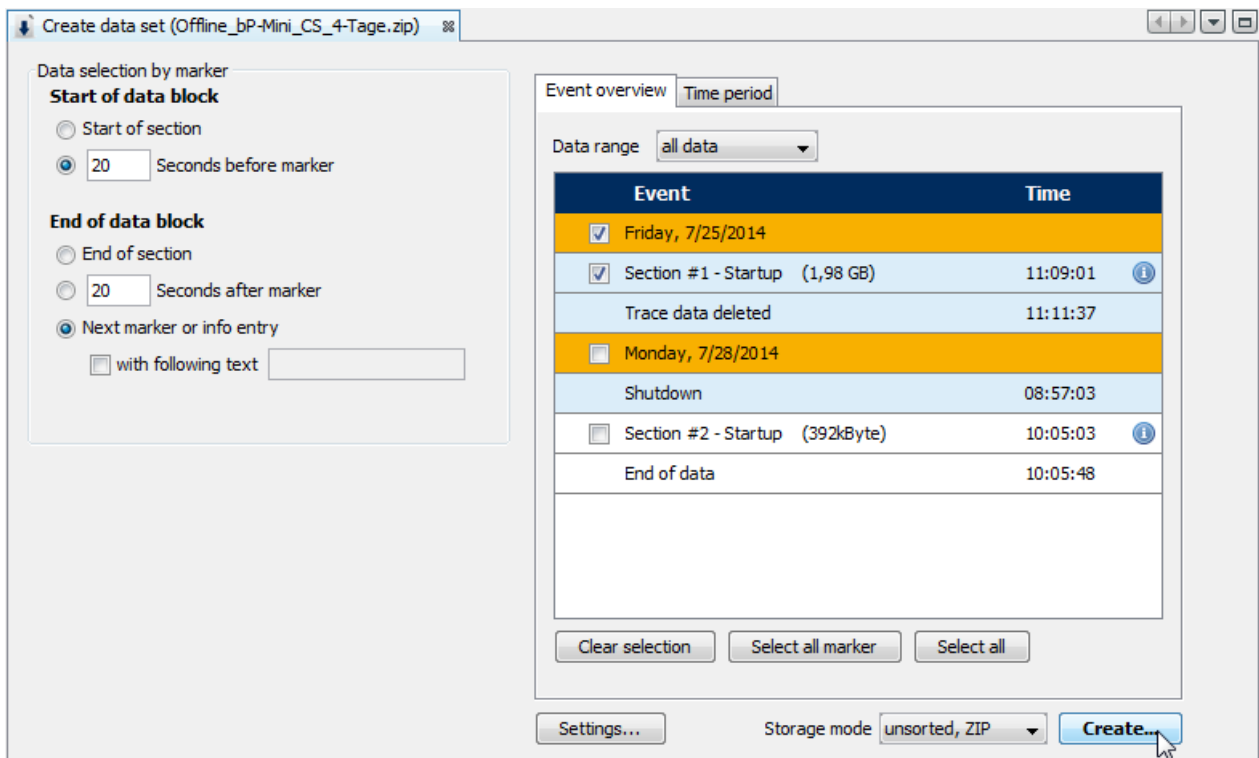 Create data set (Offline_bP-Mini_CS_4-Tage.zip)
Data selection by marker
Start of data block
Start of section
20 Seconds before marker
End of data block
End of section
20 Seconds after marker
Next marker or info entry
with following text
Event overview Time period
Data range all data
Event Time
Friday, 7/25/2014
Section #1 - Startup (1,98 GB) 11:09:01
Trace data deleted 11:11:37
Monday, 7/28/2014
Shutdown 08:57:03
Section #2 - Startup (392kByte) 10:05:03
End of data 10:05:48
Clear selection Select all marker Select all
Settings... Storage mode unsorted, ZIP Create...